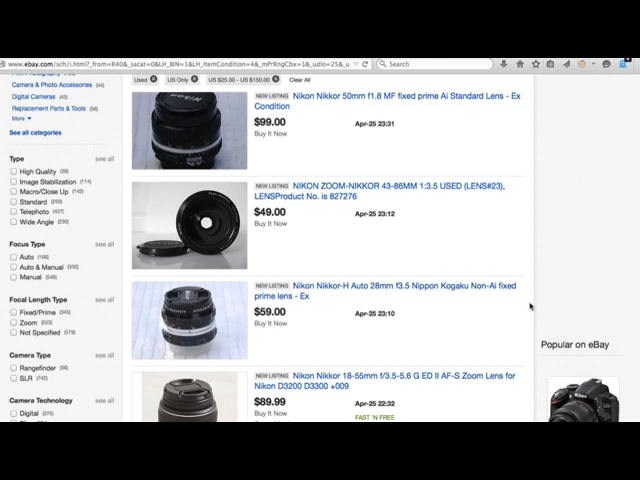 www.ebay.com/sch/i.html?_from=R40&_sacat=0&LH_BIN=1&LH_ItemCondition=4&_mPrRngCbx=1&_udlo=25&_u
Search
Used
US Only
US $25.00 - US $150.00
Clear All
Camera & Photo Accessories (44)
Digital Cameras (43)
Replacement Parts & Tools (36)
More
See all categories
Type see all
High Quality (39)
Image Stabilization (114)
Macro/Close Up (142)
Standard (259)
Telephoto (437)
Wide Angle (230)
Focus Type see all
Auto (166)
Auto & Manual (330)
Manual (549)
Focal Length Type see all
Fixed/Prime (345)
Zoom (633)
Not Specified (579)
Camera Type see all
Rangefinder (36)
SLR (742)
Camera Technology see all
Digital (375)
NEW LISTING Nikon Nikkor 50mm f1.8 MF fixed prime Ai Standard Lens - Ex
Condition
$99.00 Apr-25 23:31
Buy It Now
NEW LISTING NIKON ZOOM-NIKKOR 43-86MM 1:3.5 USED (LENS#23),
LENSProduct No. is 827276
$49.00 Apr-25 23:12
Buy It Now
NEW LISTING Nikon Nikkor-H Auto 28mm f3.5 Nippon Kogaku Non-Ai fixed
prime lens - Ex
$59.00 Apr-25 23:10
Buy It Now
NEW LISTING Nikon Nikkor 18-55mm f/3.5-5.6 G ED II AF-S Zoom Lens for
Nikon D3200 D3300 *009
$89.99 Apr-25 22:32
Buy It Now
FAST 'N FREE
Popular on eBay
Nikon